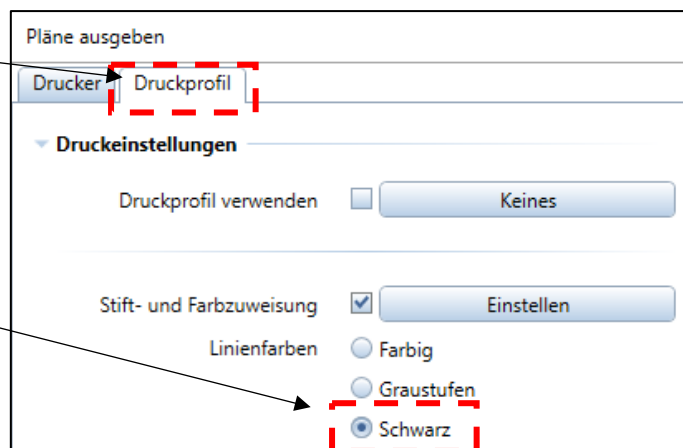 Pläne ausgeben
Drucker Druckprofil
Druckeinstellungen
Druckprofil verwenden Keines
Stift- und Farbzuweisung Einstellen
Linienfarben Farbig
Graustufen
Schwarz